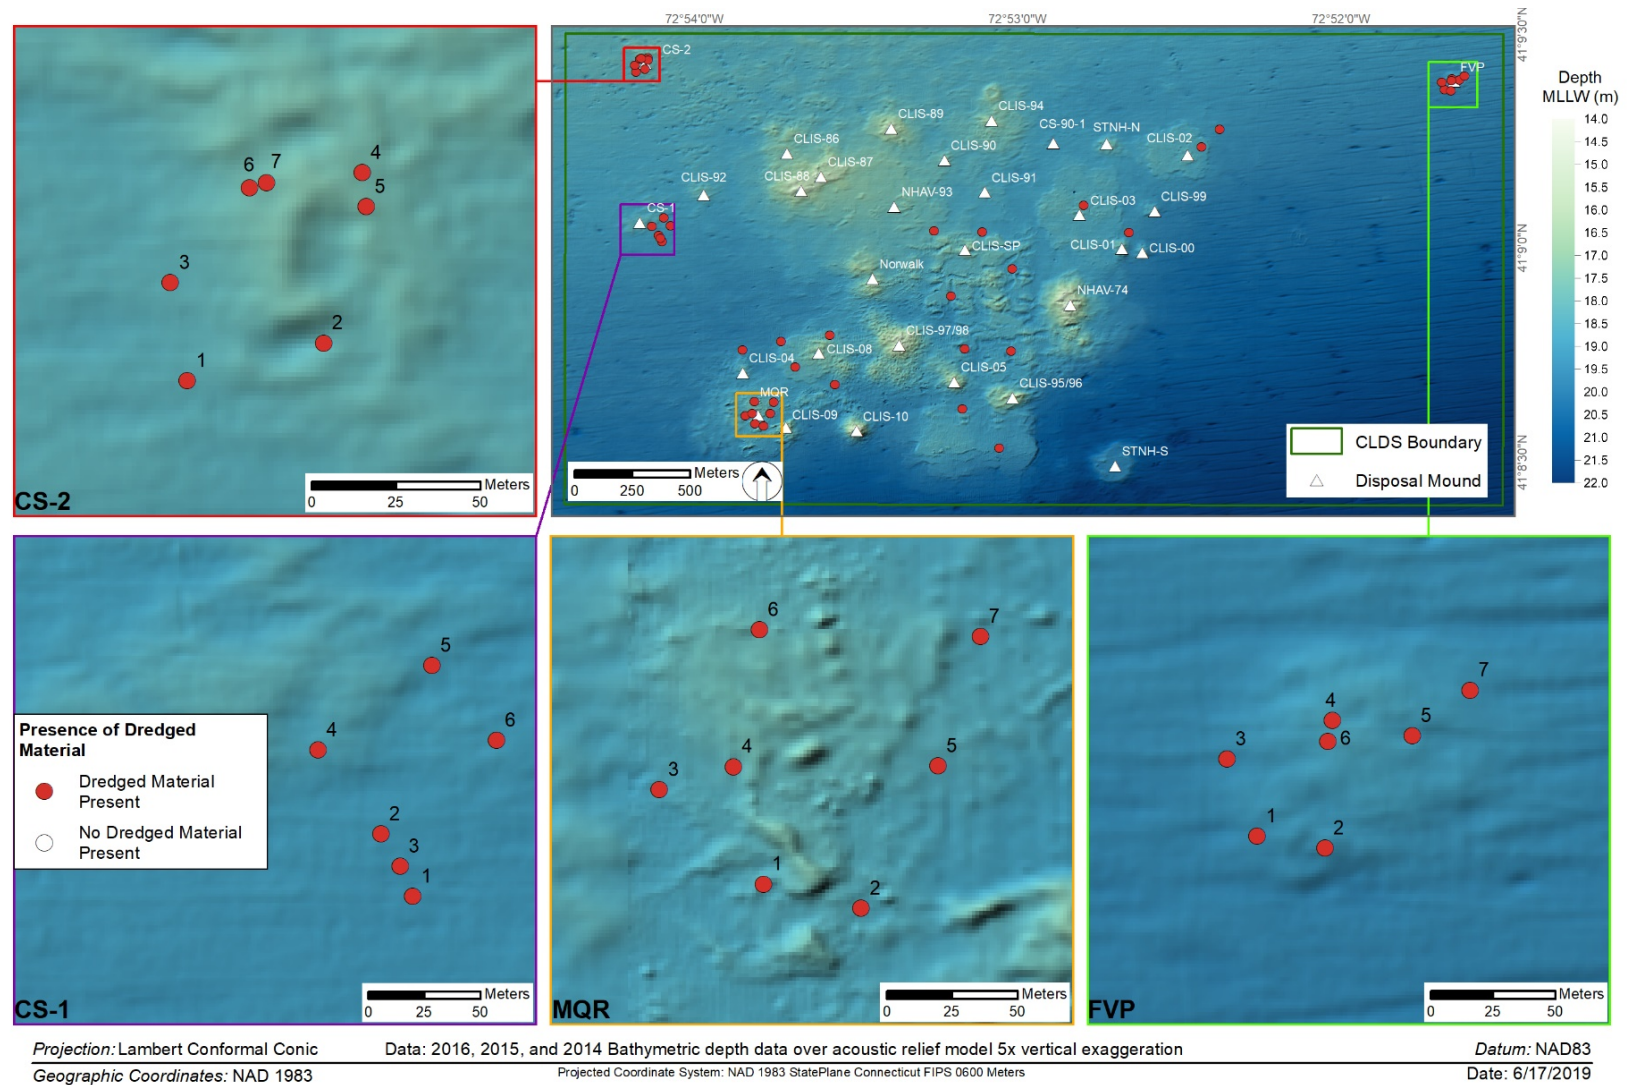 72°54'0"W
72°53'0"W
72°52'0"W
41°9'30"N
41°9'0"N
41°8'30"N
CS-2
FVP
CLIS-94
CLIS-89
CS-90-1
STNH-N
CLIS-02
CLIS-86
CLIS-90
CLIS-87
CLIS-88
CLIS-92
CLIS-91
NHAV-93
CLIS-99
CLIS-03
CS-1
CLIS-SP
CLIS-01
CLIS-00
Norwalk
NHAV-74
CLIS-97/98
CLIS-08
CLIS-04
CLIS-05
CLIS-95/96
MQR
CLIS-09
CLIS-10
STNH-S
CLDS Boundary
Disposal Mound
Meters
0 250 500
Depth
MLLW (m)
14.0
14.5
15.0
15.5
16.0
16.5
17.0
17.5
18.0
18.5
19.0
19.5
20.0
20.5
21.0
21.5
22.0
6 7 4
5
3
2
1
Meters
0 25 50
CS-2
5
4
6
2
3
1
Presence of Dredged
Material
Dredged Material
Present
No Dredged Material
Present
Meters
0 25 50
CS-1
6
7
4
5
3
1
2
Meters
0 25 50
MQR
7
4
5
3
6
1
2
Meters
0 25 50
FVP
Projection: Lambert Conformal Conic
Data: 2016, 2015, and 2014 Bathymetric depth data over acoustic relief model 5x vertical exaggeration
Datum: NAD83
Geographic Coordinates: NAD 1983
Projected Coordinate System: NAD 1983 StatePlane Connecticut FIPS 0600 Meters
Date: 6/17/2019